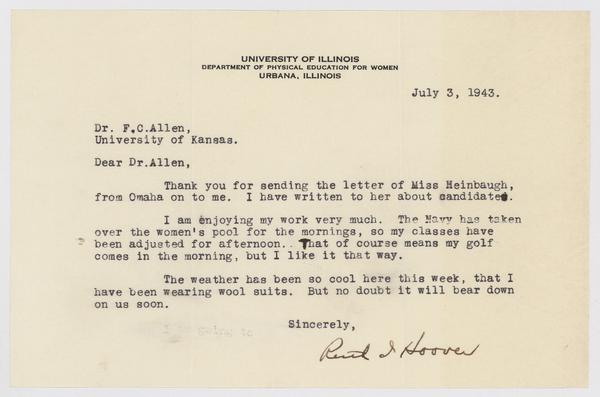 UNIVERSITY OF ILLINOIS
DEPARTMENT OF PHYSICAL EDUCATION FOR WOMEN
URBANA, ILLINOIS
July 3, 1943.
Dr. F.C.Allen,
University of Kansas.
Dear Dr.Allen,
Thank you for sending the letter of Miss Heinbaugh,
from Omaha on to me. I have written to her about candidates.
I am enjoying my work very much. The Navy has taken
over the women's pool for the mornings, so my classes have
been adjusted for afternoon.. That of course means my golf
comes in the morning, but I like it that way.
The weather has been so cool here this week, that I
have been wearing wool suits. But no doubt it will bear down
on us soon.
going to
Sincerely,
Ruth I Hoover